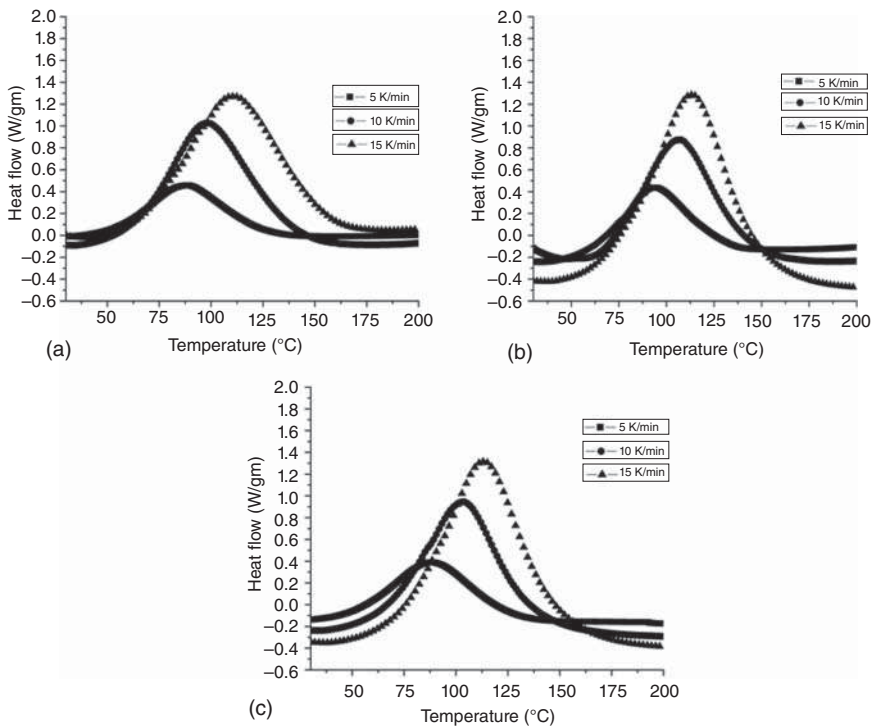 2.0
1.8
1.6
1.4
1.2
1.0
0.8
0.6
0.4
0.2
0.0
−0.2
−0.4
−0.6
Heat flow (W/gm)
5 K/min
10 K/min
15 K/min
50 75 100 125 150 175 200
(a) Temperature (°C)
2.0
1.8
1.6
1.4
1.2
1.0
0.8
0.6
0.4
0.2
0.0
−0.2
−0.4
−0.6
Heat flow (W/gm)
5 K/min
10 K/min
15 K/min
50 75 100 125 150 175 200
(b) Temperature (°C)
2.0
1.8
1.6
1.4
1.2
1.0
0.8
0.6
0.4
0.2
0.0
−0.2
−0.4
−0.6
Heat flow (W/gm)
5 K/min
10 K/min
15 K/min
50 75 100 125 150 175 200
(c) Temperature (°C)